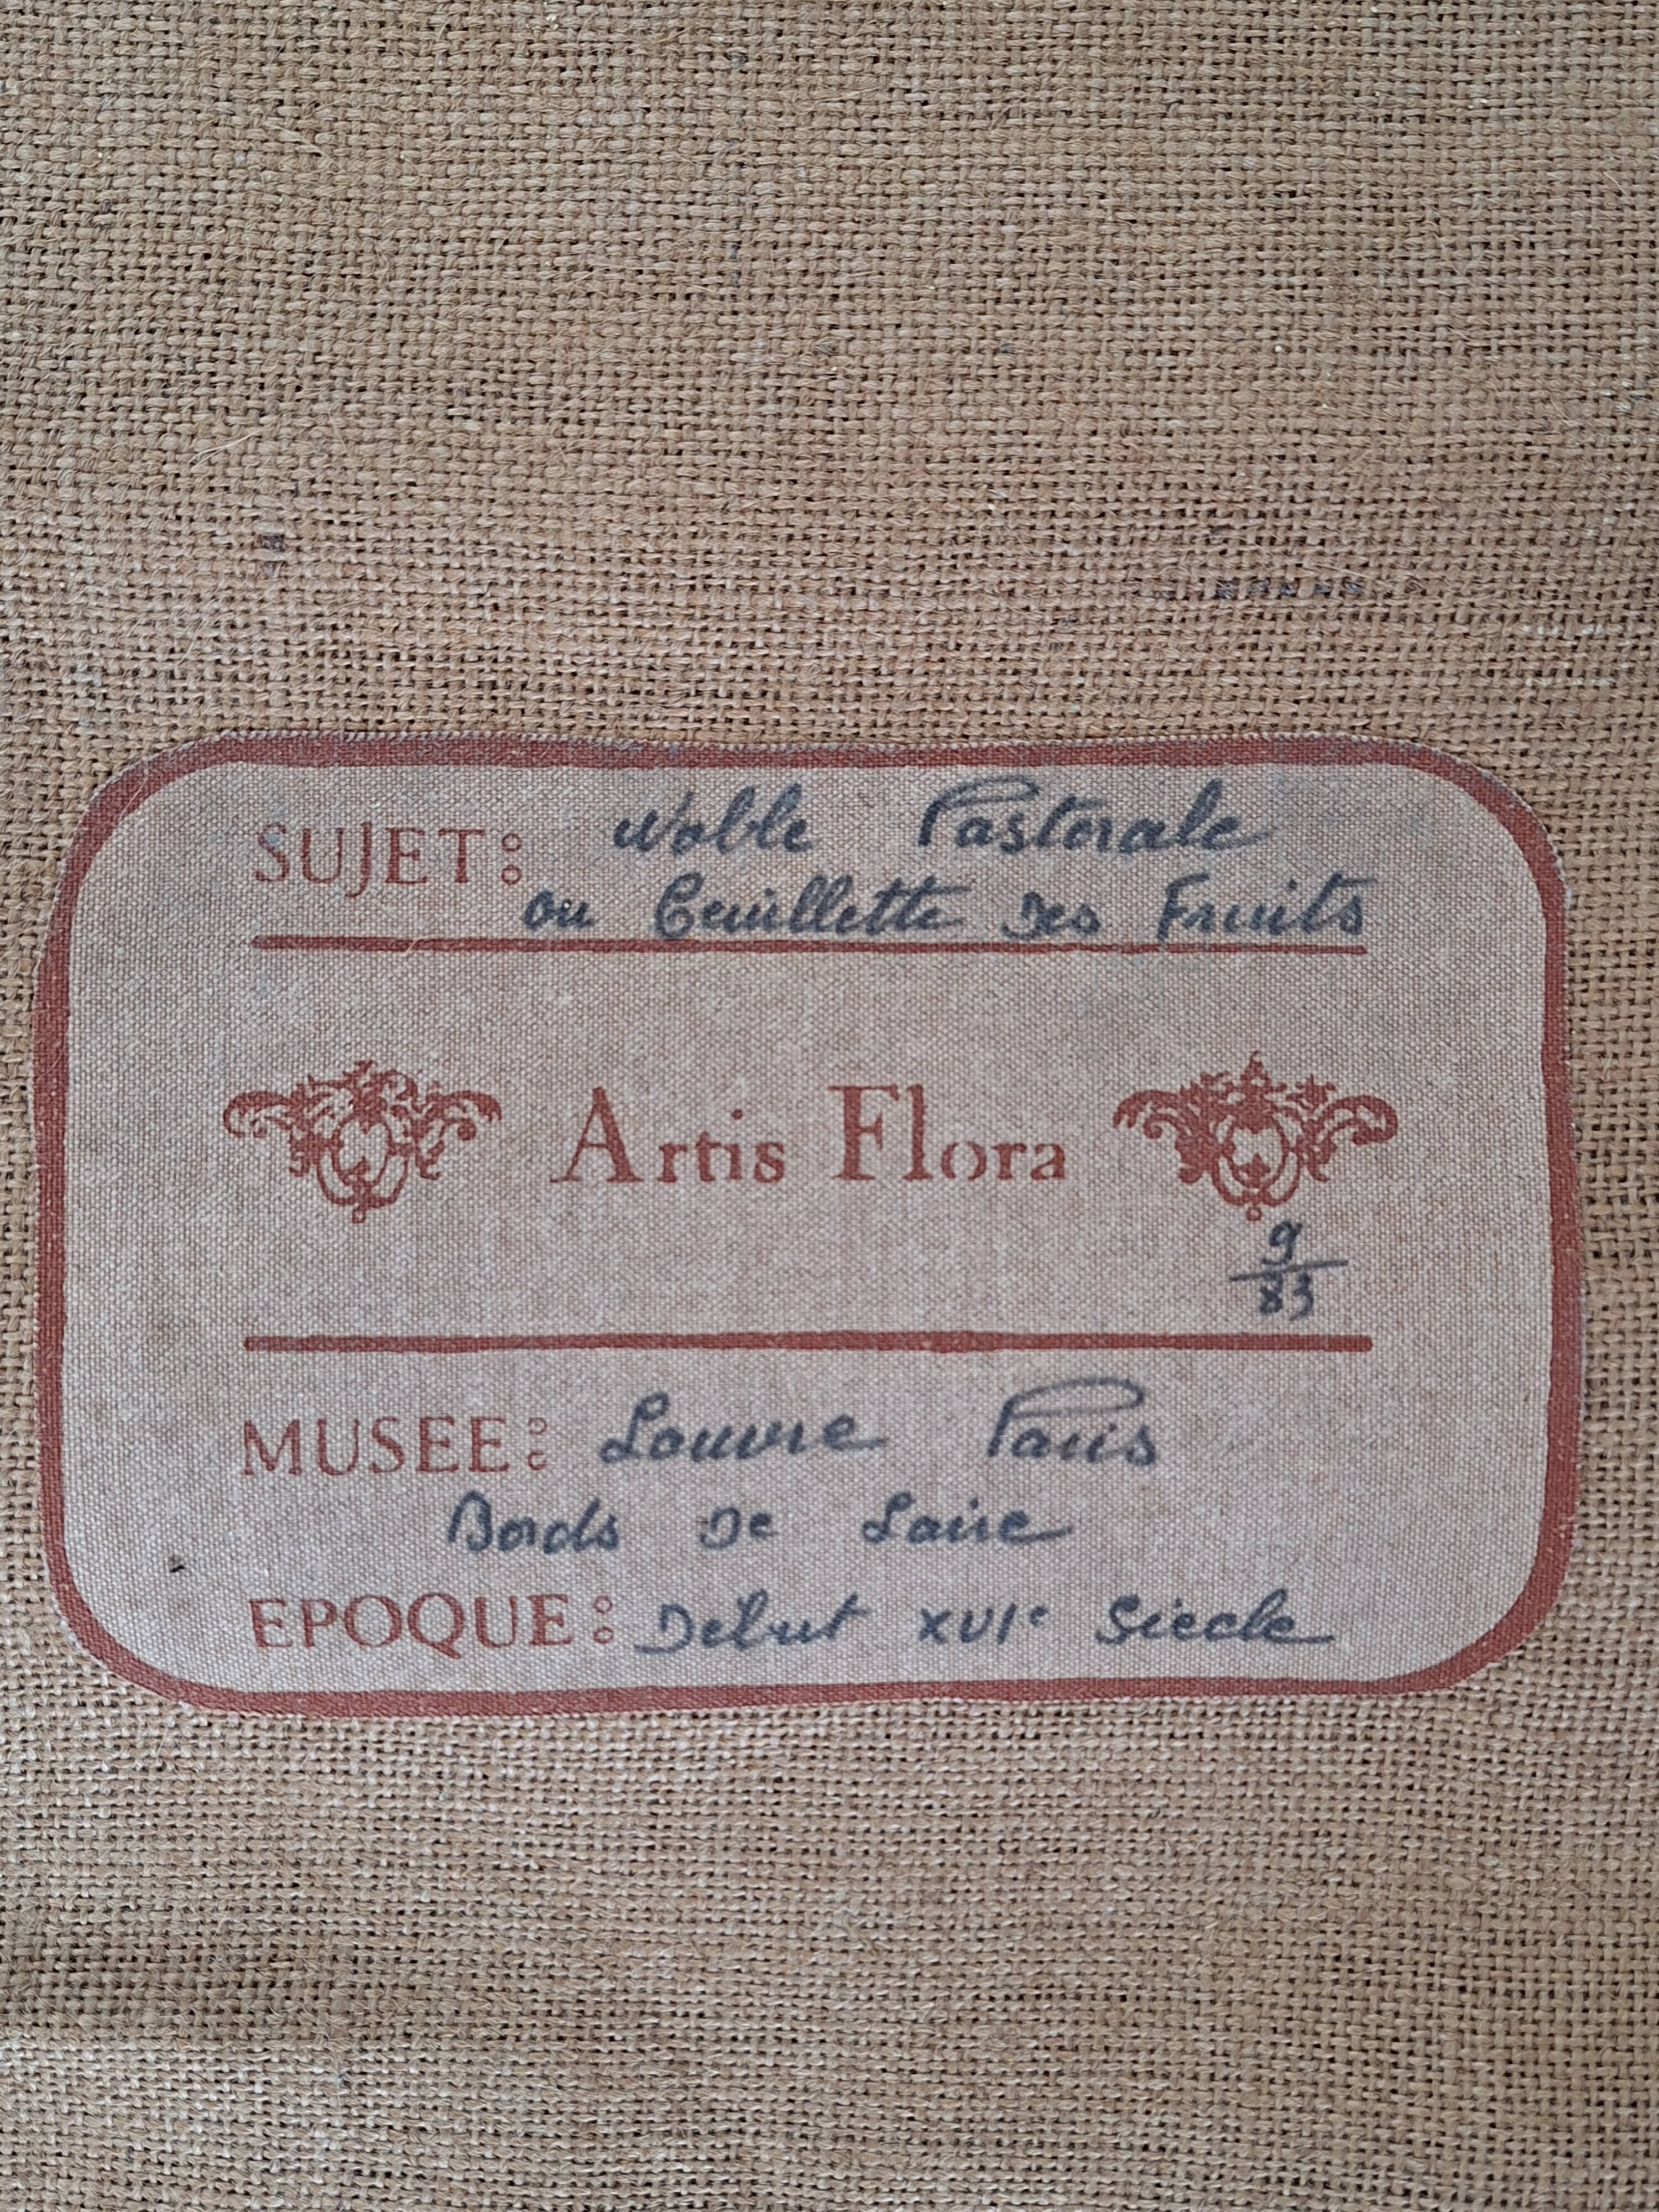 SUJET: Noble Pastorale
ou Ceuillette Des Fruits
Artis Flora
9
83
MUSEE: Louvre Paris
Bords De Loire
EPOQUE: Début XVIe Siecle